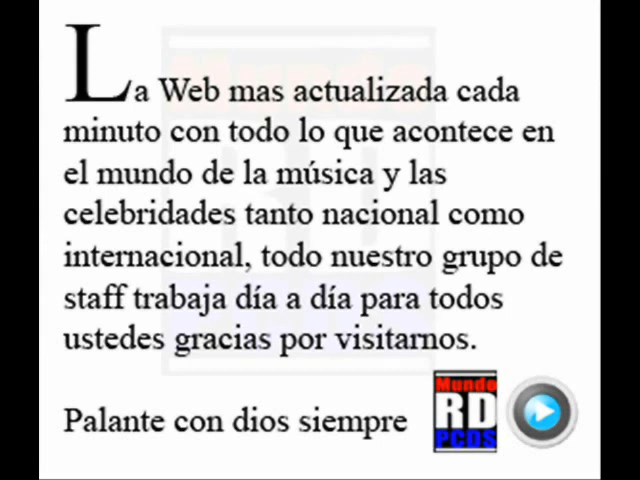 La Web mas actualizada cada
minuto con todo lo que acontece en
el mundo de la música y las
celebridades tanto nacional como
internacional, todo nuestro grupo de
staff trabaja día a día para todos
ustedes gracias por visitarnos.
Palante con dios siempre
Mundo
RD
PCOS